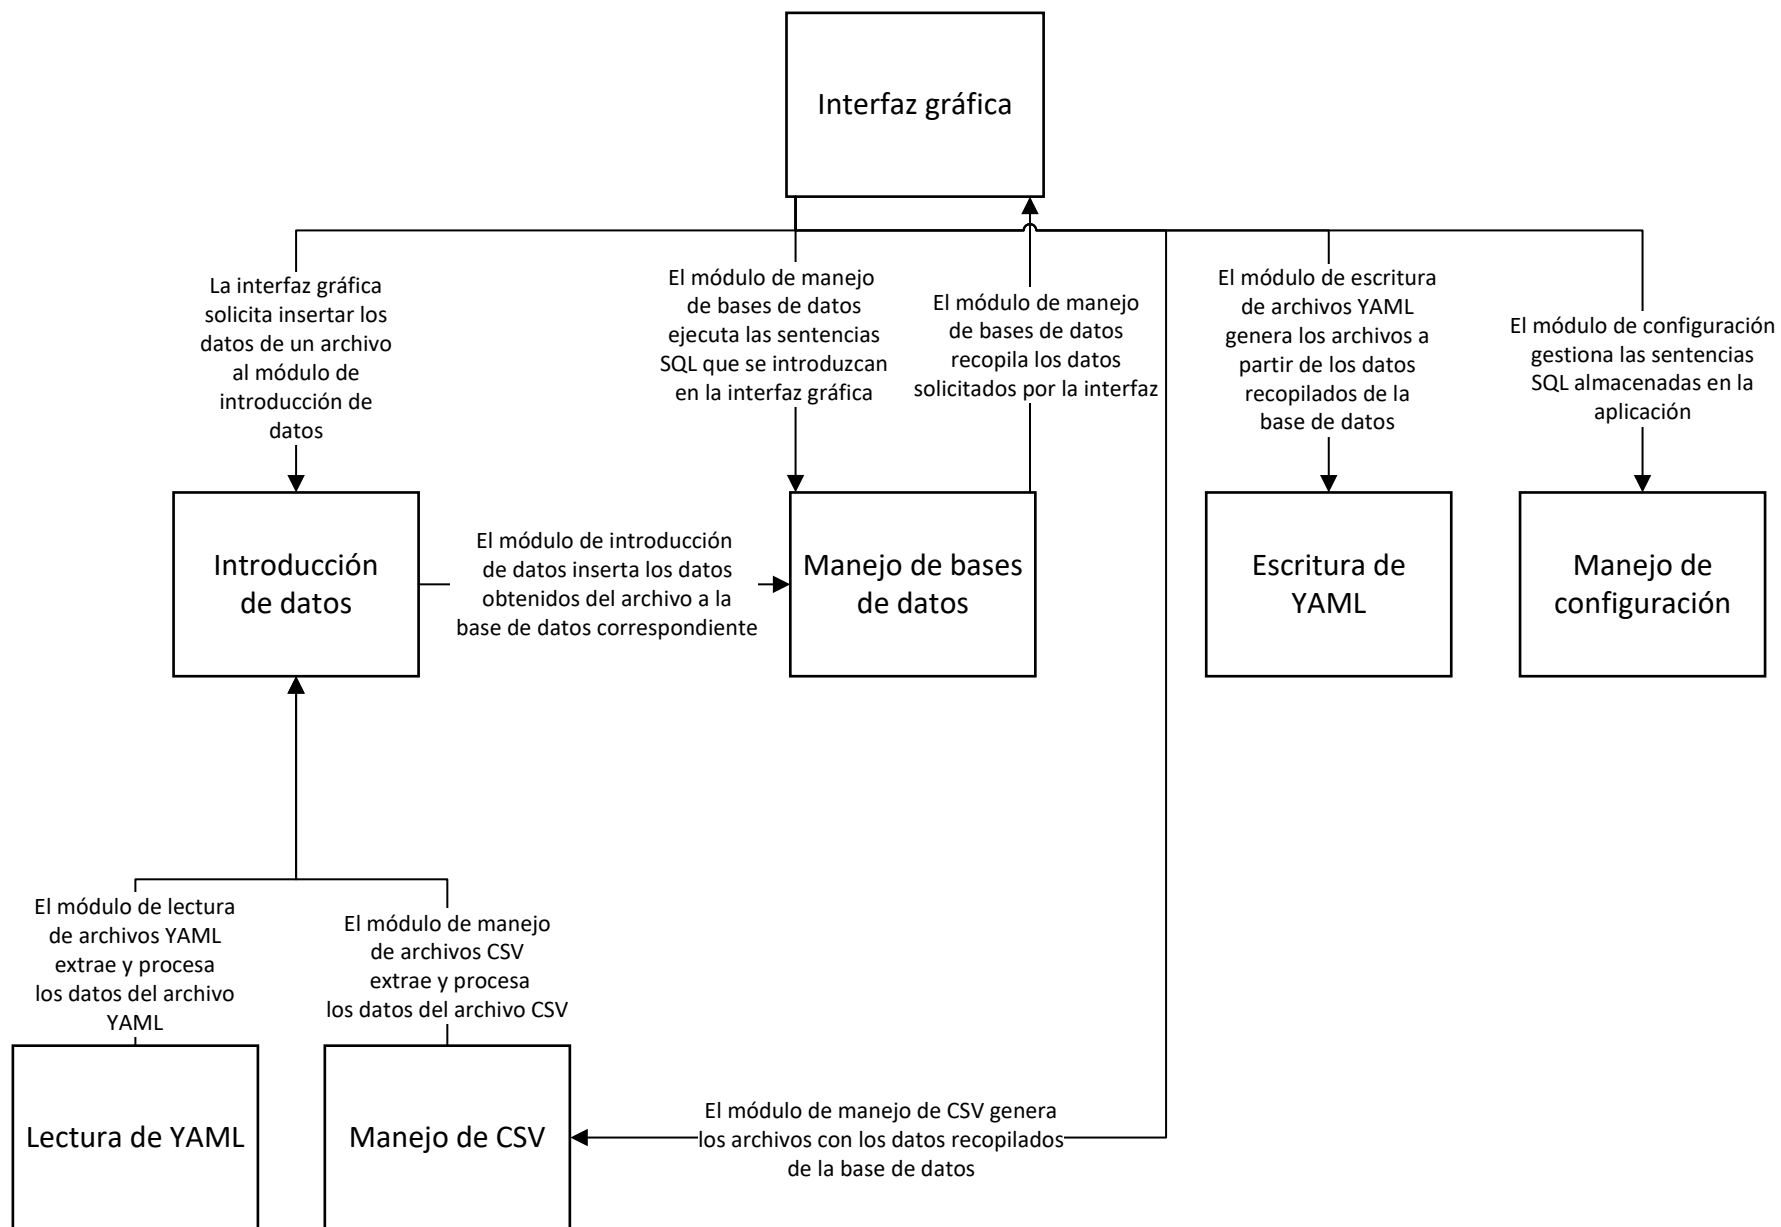 Interfaz gráfica
La interfaz gráfica
solicita insertar los
datos de un archivo
al módulo de
introducción de
datos
El módulo de manejo
de bases de datos
ejecuta las sentencias
SQL que se introduzcan
en la interfaz gráfica
El módulo de manejo
de bases de datos
recopila los datos
solicitados por la interfaz
El módulo de escritura
de archivos YAML
genera los archivos a
partir de los datos
recopilados de la
base de datos
El módulo de configuración
gestiona las sentencias
SQL almacenadas en la
aplicación
Introducción
de datos
El módulo de introducción
de datos inserta los datos
obtenidos del archivo a la
base de datos correspondiente
Manejo de bases
de datos
Escritura de
YAML
Manejo de
configuración
El módulo de lectura
de archivos YAML
extrae y procesa
los datos del archivo
YAML
El módulo de manejo
de archivos CSV
extrae y procesa
los datos del archivo CSV
Lectura de YAML
Manejo de CSV
El módulo de manejo de CSV genera
los archivos con los datos recopilados
de la base de datos